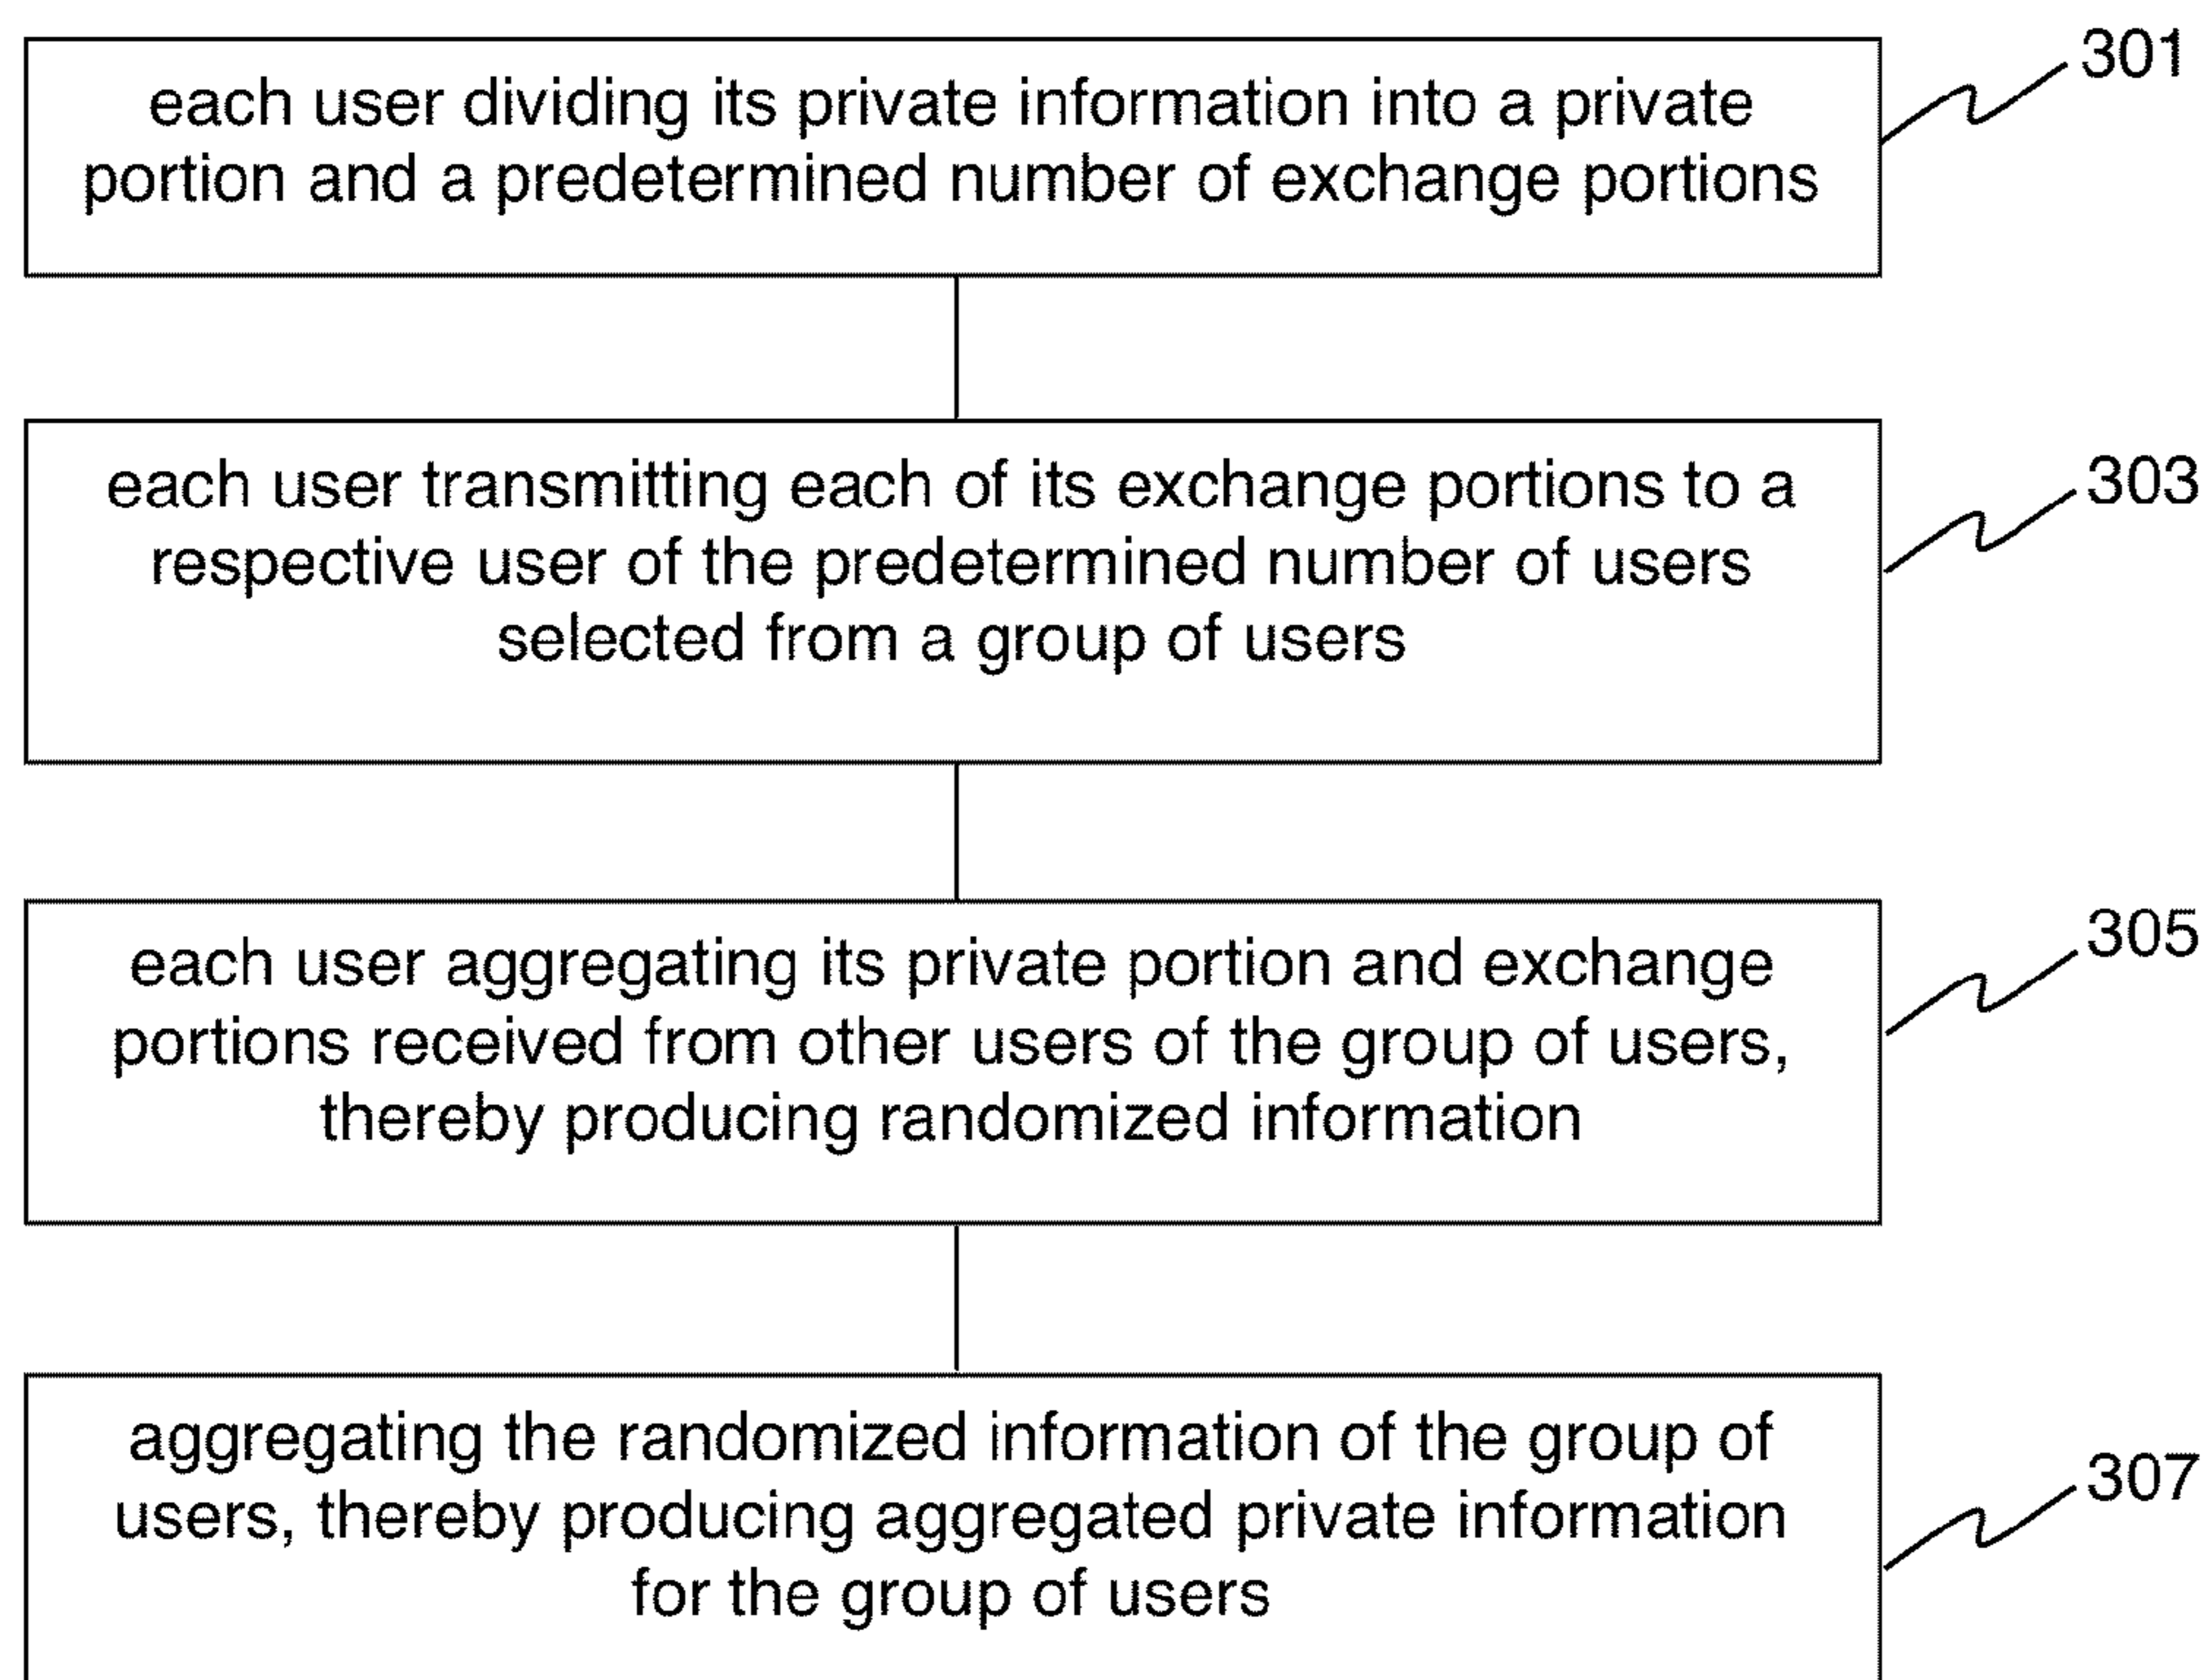 301
each user dividing its private information into a private
portion and a predetermined number of exchange portions
303
each user transmitting each of its exchange portions to a
respective user of the predetermined number of users
selected from a group of users
305
each user aggregating its private portion and exchange
portions received from other users of the group of users,
thereby producing randomized information
307
aggregating the randomized information of the group of
users, thereby producing aggregated private information
for the group of users